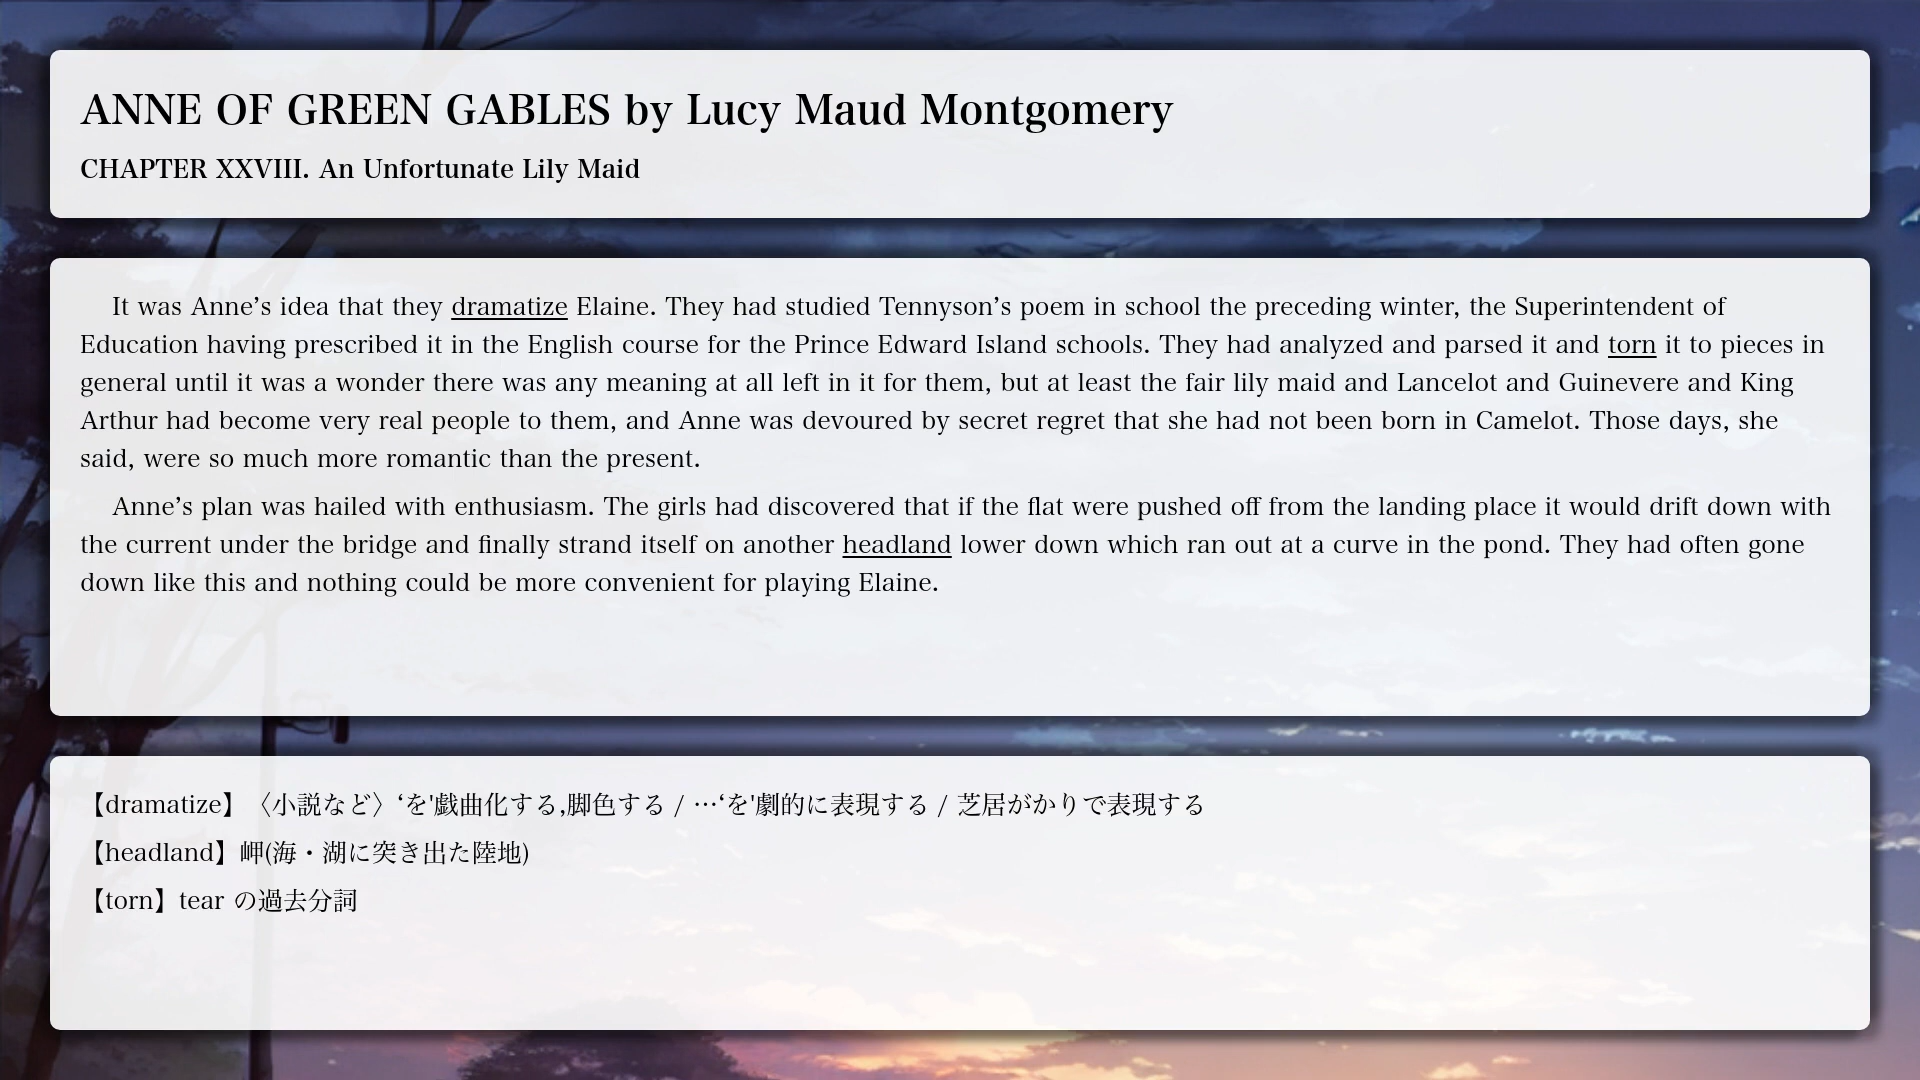 ANNE OF GREEN GABLES by Lucy Maud Montgomery
CHAPTER XXVIII. An Unfortunate Lily Maid
It was Anne’s idea that they dramatize Elaine. They had studied Tennyson’s poem in school the preceding winter, the Superintendent of
Education having prescribed it in the English course for the Prince Edward Island schools. They had analyzed and parsed it and torn it to pieces in
general until it was a wonder there was any meaning at all left in it for them, but at least the fair lily maid and Lancelot and Guinevere and King
Arthur had become very real people to them, and Anne was devoured by secret regret that she had not been born in Camelot. Those days, she
said, were so much more romantic than the present.
Anne’s plan was hailed with enthusiasm. The girls had discovered that if the flat were pushed off from the landing place it would drift down with
the current under the bridge and finally strand itself on another headland lower down which ran out at a curve in the pond. They had often gone
down like this and nothing could be more convenient for playing Elaine.
【dramatize】〈小説など〉‘を'戯曲化する,脚色する / …‘を'劇的に表現する / 芝居がかりで表現する
【headland】岬(海・湖に突き出た陸地)
【torn】tear の過去分詞